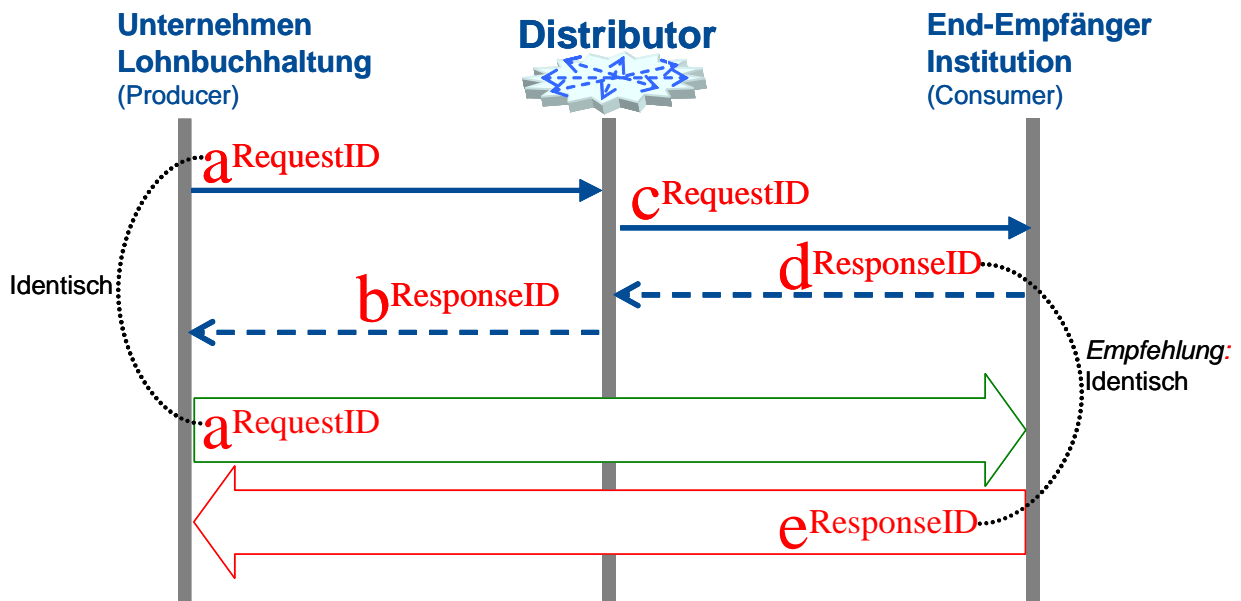 Unternehmen
Lohnbuchhaltung
(Producer)
Distributor
End-Empfänger
Institution
(Consumer)
aRequestID
cRequestID
dResponseID
bResponseID
Identisch
Empfehlung:
Identisch
aRequestID
eResponseID